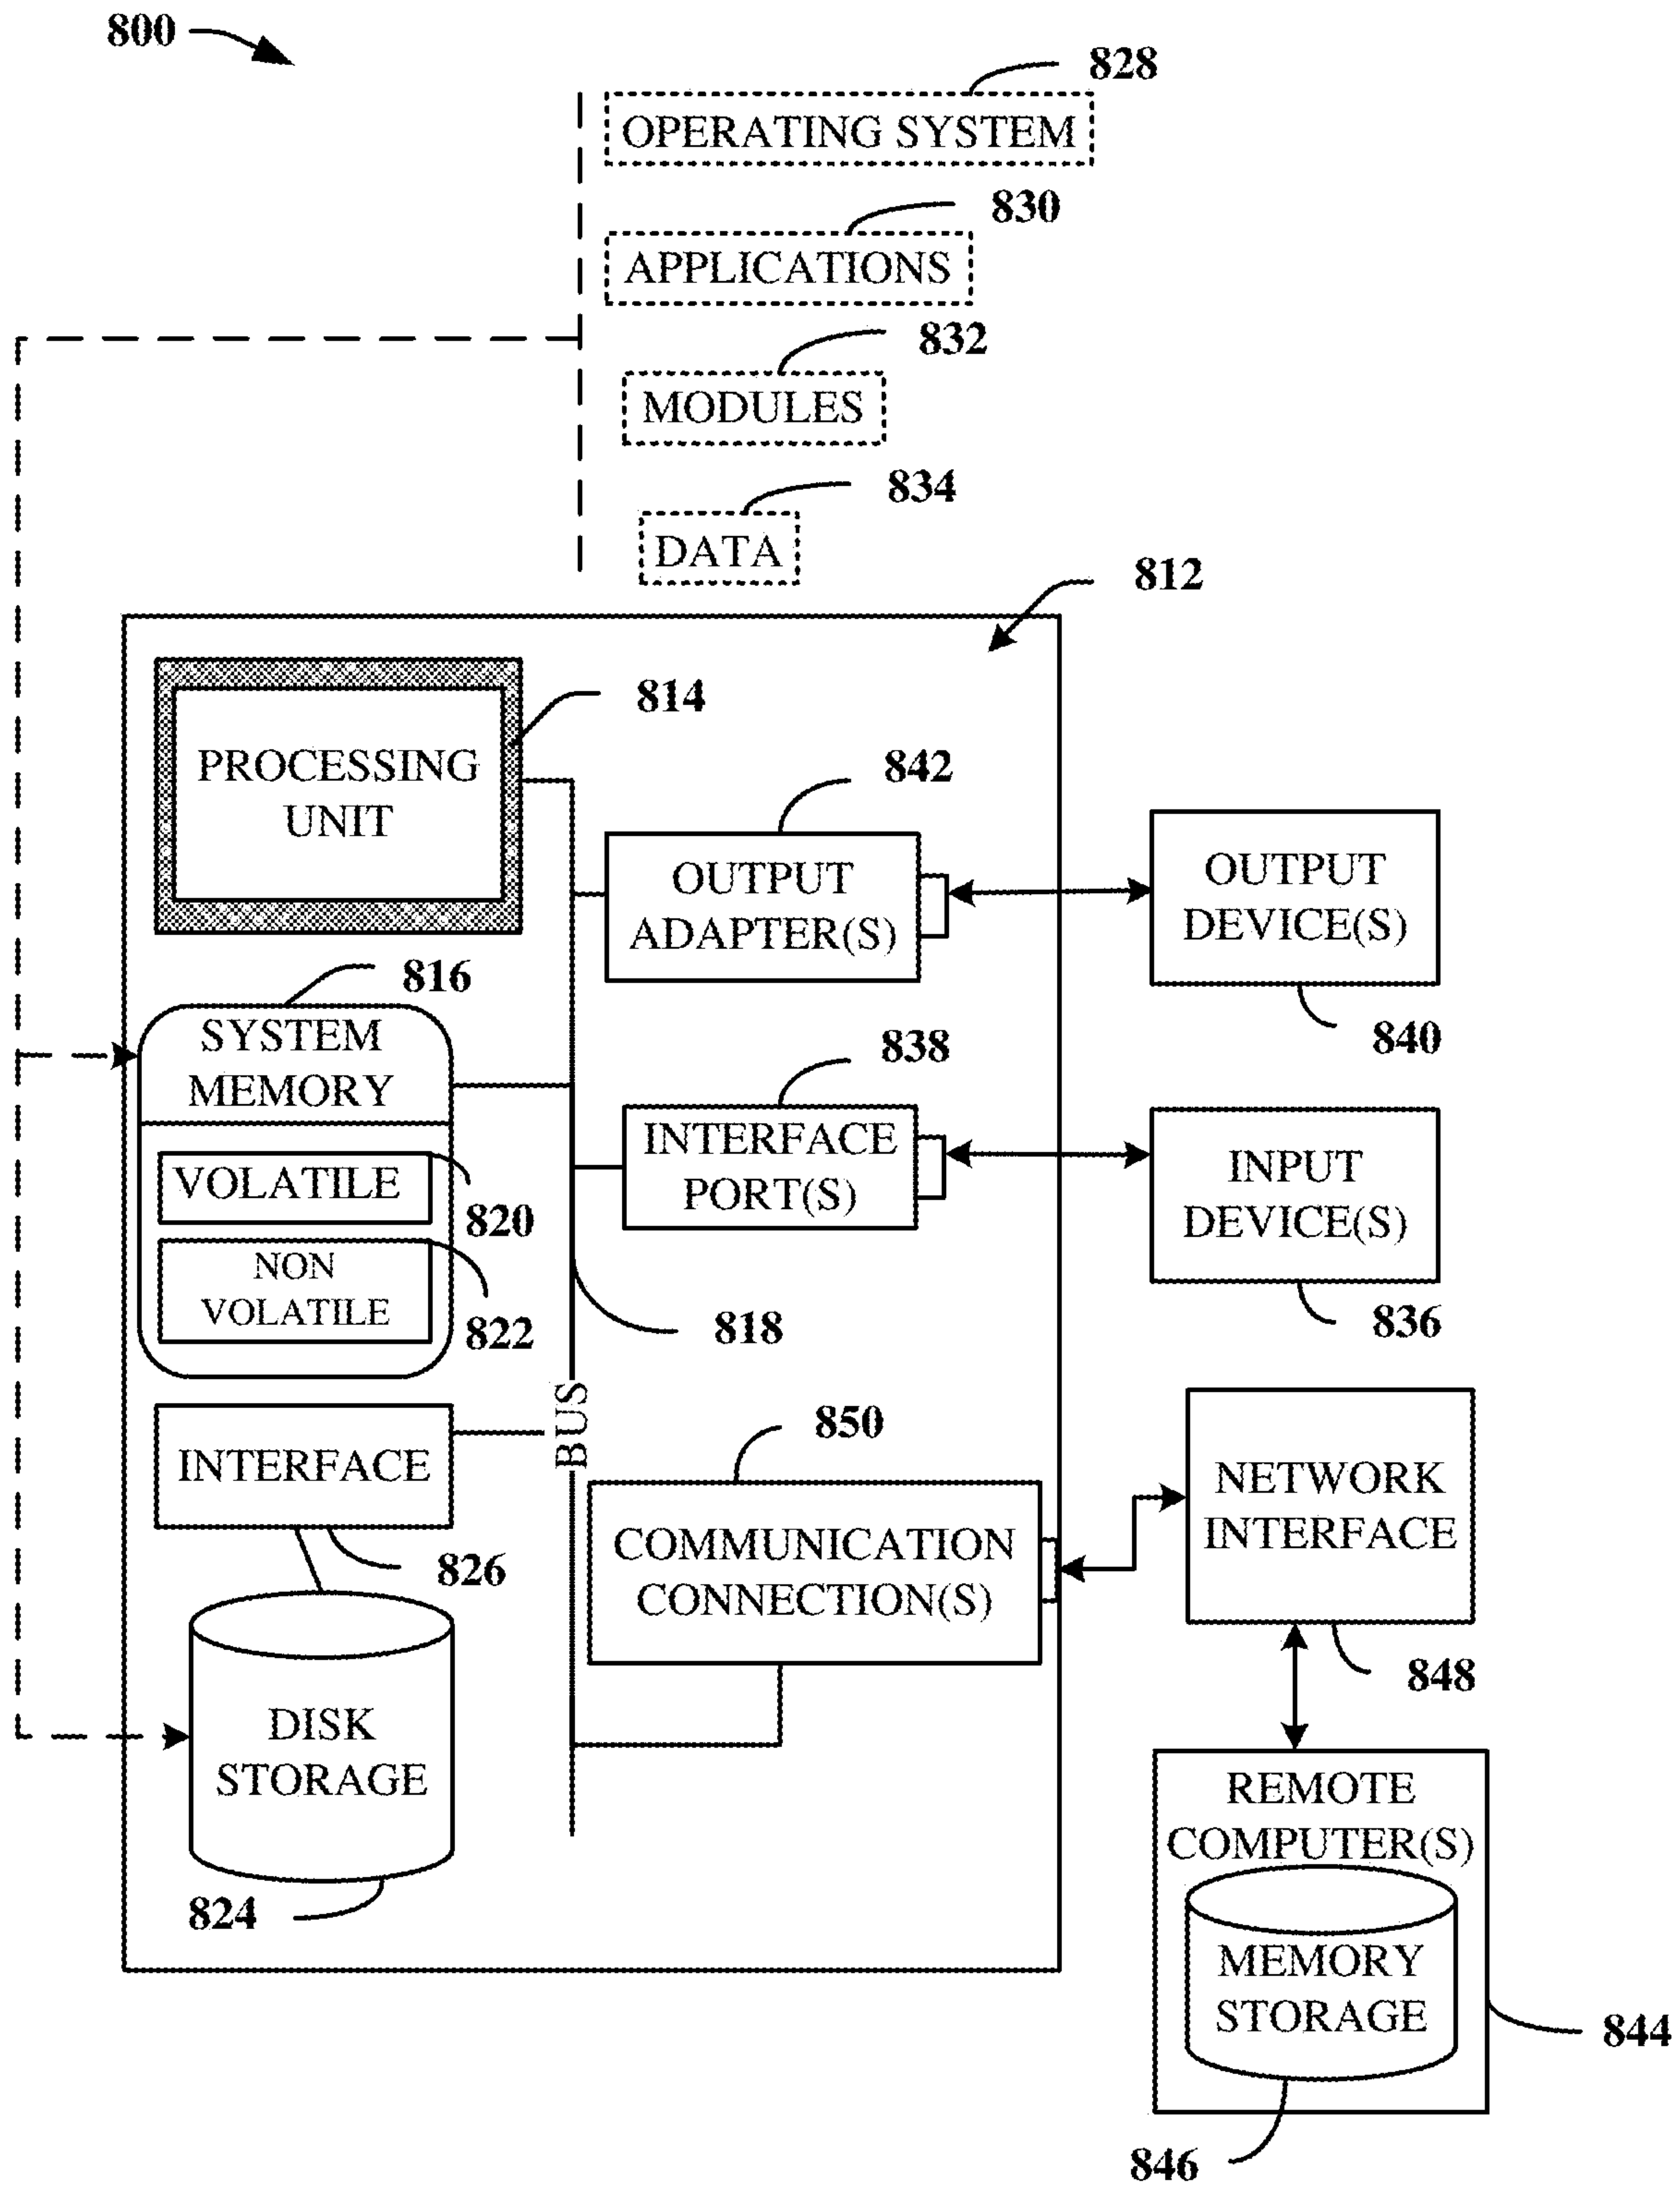 800
828
OPERATING SYSTEM
830
APPLICATIONS
832
MODULES
834
DATA
812
814
PROCESSING
UNIT
842
OUTPUT
ADAPTER(S)
OUTPUT
DEVICE(S)
840
816
SYSTEM
MEMORY
838
INTERFACE
PORT(S)
INPUT
DEVICE(S)
836
VOLATILE
820
NON
VOLATILE
822
818
BUS
INTERFACE
826
850
COMMUNICATION
CONNECTION(S)
NETWORK
INTERFACE
848
DISK
STORAGE
824
REMOTE
COMPUTER(S)
MEMORY
STORAGE
844
846